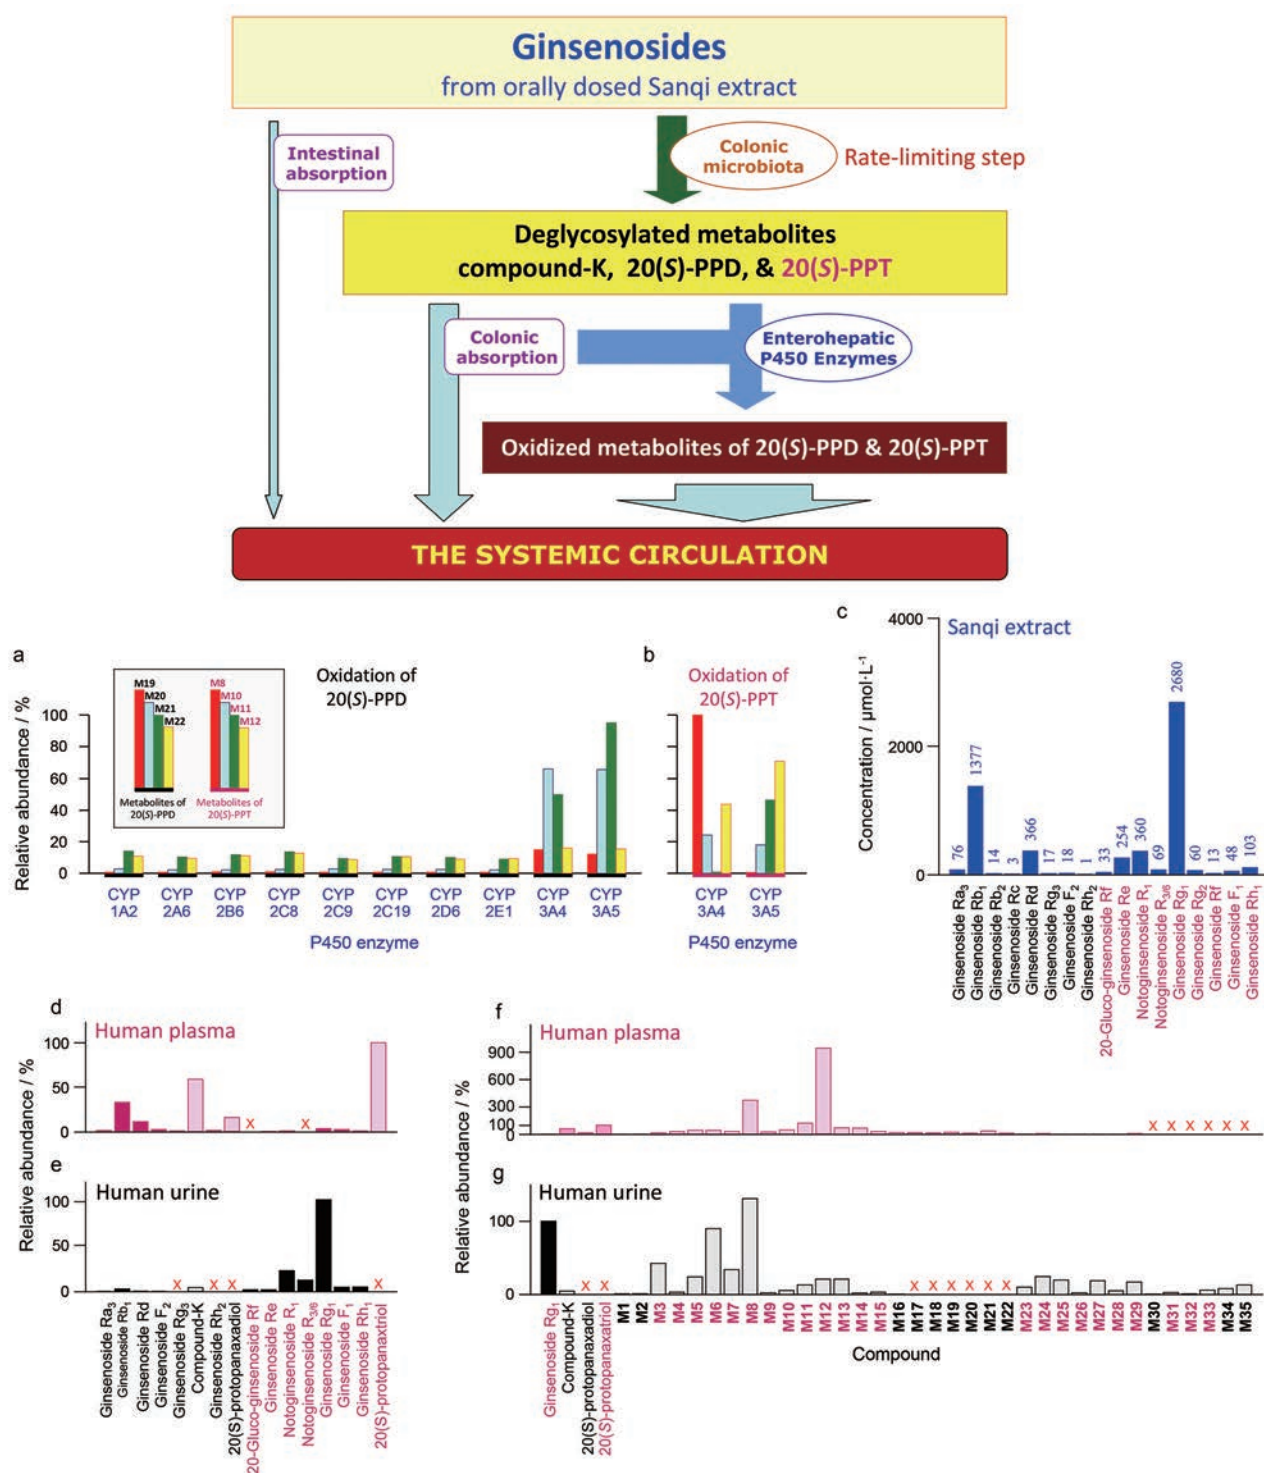 Ginsenosides
from orally dosed Sanqi extract
Intestinal
absorption
Colonic
microbiota
Rate-limiting step
Deglycosylated metabolites
compound-K, 20(S)-PPD, & 20(S)-PPT
Colonic
absorption
Enterohepatic
P450 Enzymes
Oxidized metabolites of 20(S)-PPD & 20(S)-PPT
THE SYSTEMIC CIRCULATION
a
Oxidation of
20(S)-PPD
M19
M20
M21
M22
Metabolites of
20(S)-PPD
M8
M10
M11
M12
Metabolites of
20(S)-PPT
Relative abundance / %
100
80
60
40
20
0
CYP
1A2
CYP
2A6
CYP
2B6
CYP
2C8
CYP
2C9
CYP
2C19
CYP
2D6
CYP
2E1
CYP
3A4
CYP
3A5
P450 enzyme
b
Oxidation of
20(S)-PPT
CYP
3A4
CYP
3A5
P450 enzyme
c
Sanqi extract
Concentration / µmol·L⁻¹
4000
2000
0
76
1377
14
3
366
17
18
1
33
254
360
69
2680
60
13
48
103
Ginsenoside Ra₃
Ginsenoside Rb₁
Ginsenoside Rb₂
Ginsenoside Rc
Ginsenoside Rd
Ginsenoside Rg₃
Ginsenoside F₂
Ginsenoside Rh₂
20-Gluco-ginsenoside Rf
Ginsenoside Re
Notoginsenoside R₁
Notoginsenoside R₃/₆
Ginsenoside Rg₁
Ginsenoside Rg₂
Ginsenoside Rf
Ginsenoside F₁
Ginsenoside Rh₁
d
Human plasma
100
50
0
X
X
Relative abundance / %
e
Human urine
100
50
0
X
X
X
X
Ginsenoside Ra₃
Ginsenoside Rb₁
Ginsenoside Rd
Ginsenoside F₂
Ginsenoside Rg₃
Compound-K
Ginsenoside Rh₂
20(S)-protopanaxadiol
20-Gluco-ginsenoside Rf
Ginsenoside Re
Notoginsenoside R₁
Notoginsenoside R₃/₆
Ginsenoside Rg₁
Ginsenoside F₁
Ginsenoside Rh₁
20(S)-protopanaxatriol
f
Human plasma
900
600
300
100
100
0
X X X X X X
Relative abundance / %
g
Human urine
100
0
X X
X X X X X X
Ginsenoside Rg₁
Compound-K
20(S)-protopanaxadiol
20(S)-protopanaxatriol
M1
M2
M3
M4
M5
M6
M7
M8
M9
M10
M11
M12
M13
M14
M15
M16
M17
M18
M19
M20
M21
M22
M23
M24
M25
M26
M27
M28
M29
M30
M31
M32
M33
M34
M35
Compound